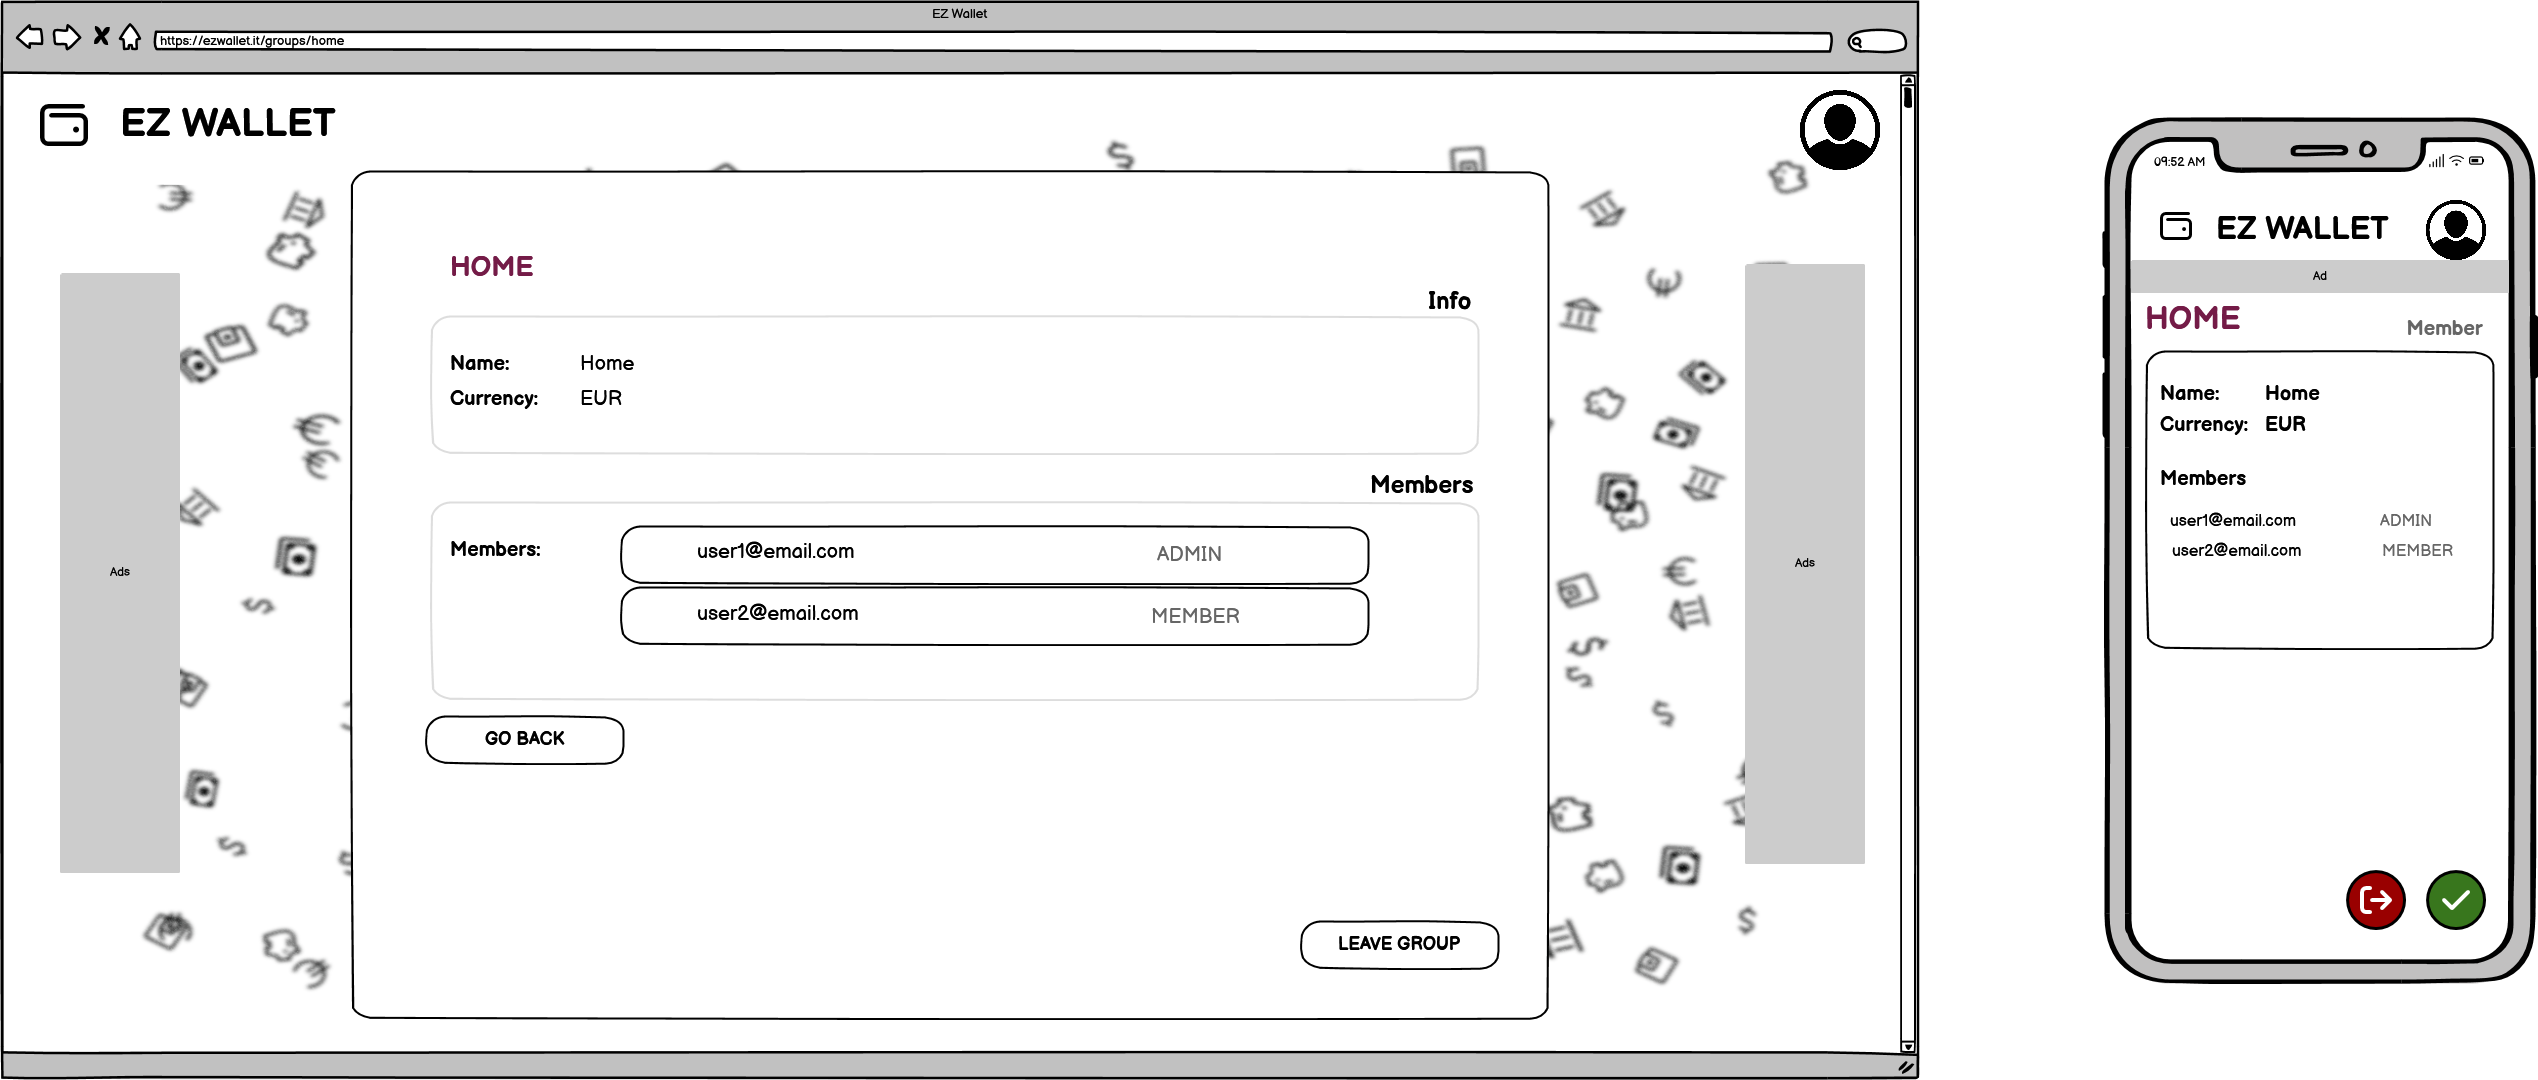 EZ Wallet
https://ezwallet.it/groups/home
EZ WALLET
HOME
Info
Name: Home
Currency: EUR
Members
Members: user1@email.com ADMIN
user2@email.com MEMBER
GO BACK
LEAVE GROUP
Ads
Ads
09:52 AM
EZ WALLET
Ad
HOME
Member
Name: Home
Currency: EUR
Members
user1@email.com ADMIN
user2@email.com MEMBER